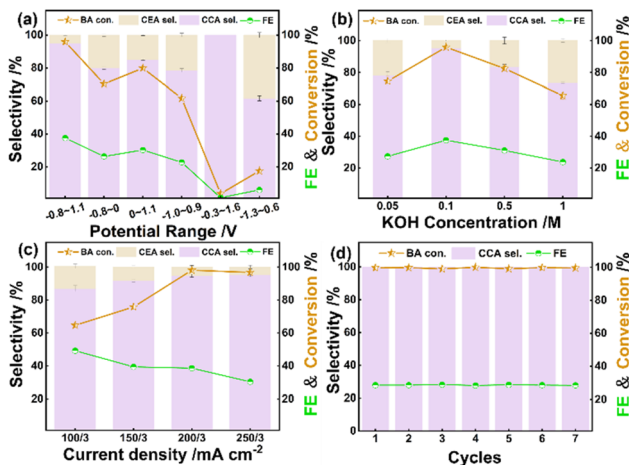 (a) BA con. CEA sel. CCA sel. FE
Selectivity /%
100
80
60
40
20
100
80
60
40
20
FE & Conversion /%
-0.8~1.1 -0.8~0 0~1.1 -1.0~0.9 -0.3~1.6 -1.3~0.6
Potential Range /V
(b) BA con. CEA sel. CCA sel. FE
Selectivity /%
100
80
60
40
20
100
80
60
40
20
FE & Conversion /%
0.05 0.1 0.5 1
KOH Concentration /M
(c) BA con. CEA sel. CCA sel. FE
Selectivity /%
100
80
60
40
20
100
80
60
40
20
FE & Conversion /%
100/3 150/3 200/3 250/3
Current density /mA cm⁻²
(d) BA con. CCA sel. FE
Selectivity /%
100
80
60
40
20
100
80
60
40
20
FE & Conversion /%
1 2 3 4 5 6 7
Cycles